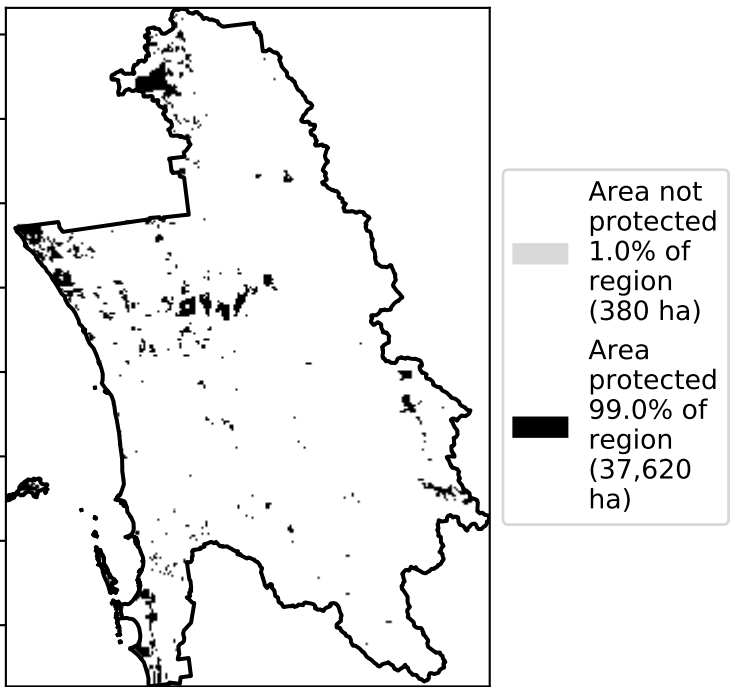 Area not
protected
1.0% of
region
(380 ha)
Area
protected
99.0% of
region
(37,620
ha)